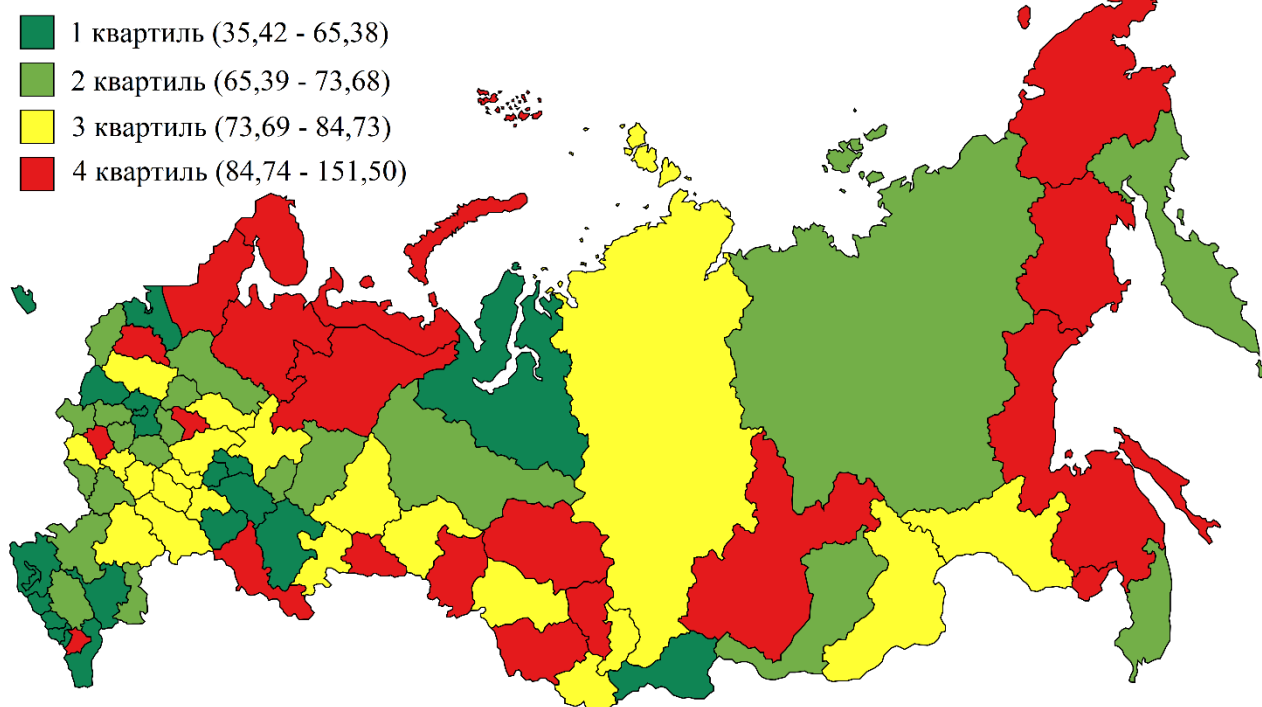 1 квартиль (35,42 - 65,38)
2 квартиль (65,39 - 73,68)
3 квартиль (73,69 - 84,73)
4 квартиль (84,74 - 151,50)